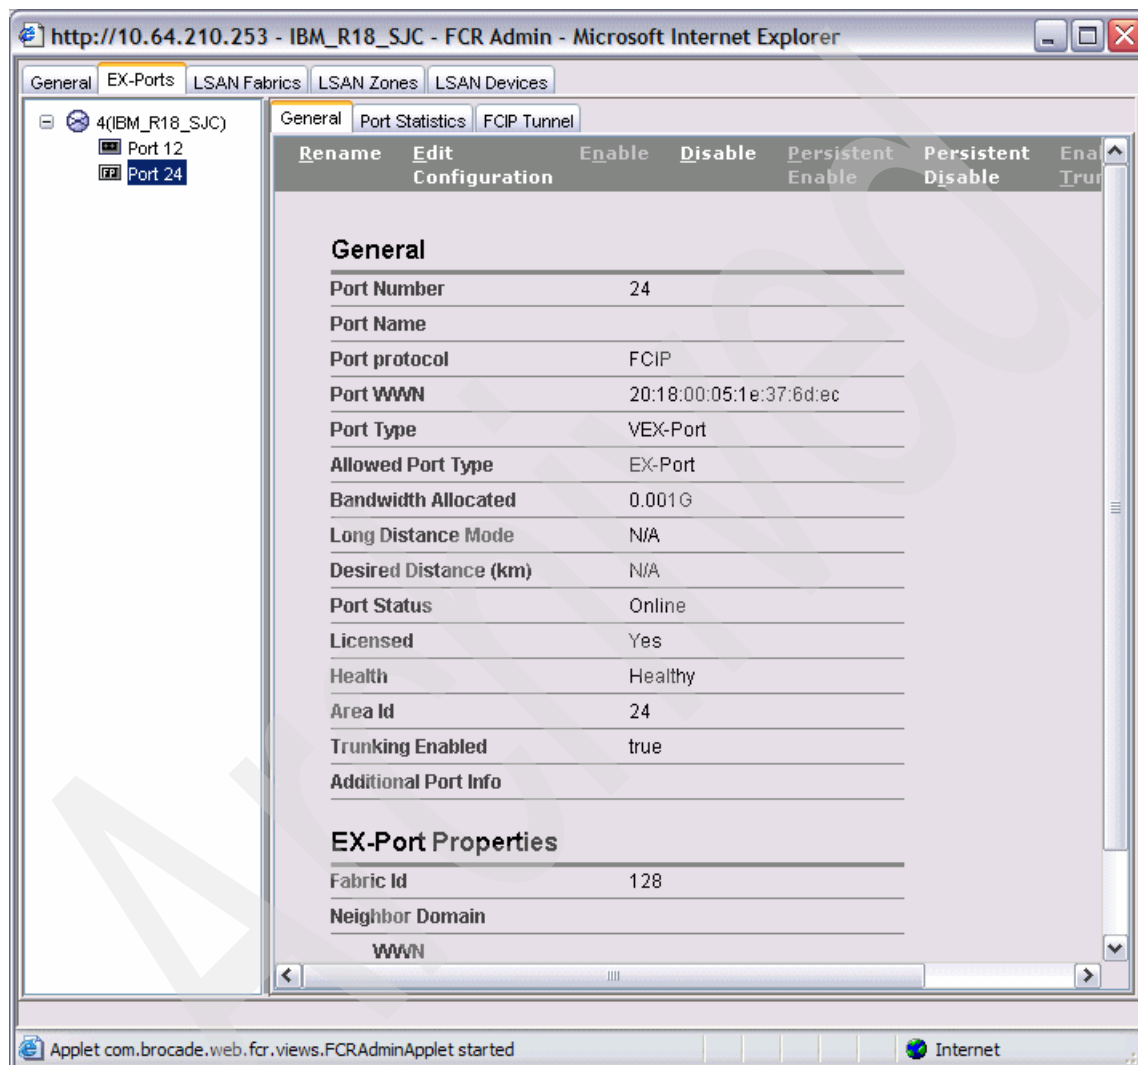 http://10.64.210.253 - IBM_R18_SJC - FCR Admin - Microsoft Internet Explorer
General EX-Ports LSAN Fabrics LSAN Zones LSAN Devices
4(IBM_R18_SJC)
Port 12
Port 24
General Port Statistics FCIP Tunnel
Rename Edit Configuration Enable Disable Persistent Enable Persistent Disable
General
Port Number 24
Port Name
Port protocol FCIP
Port WWN 20:18:00:05:1e:37:6d:ec
Port Type VEX-Port
Allowed Port Type EX-Port
Bandwidth Allocated 0.001G
Long Distance Mode N/A
Desired Distance (km) N/A
Port Status Online
Licensed Yes
Health Healthy
Area Id 24
Trunking Enabled true
Additional Port Info
EX-Port Properties
Fabric Id 128
Neighbor Domain
WWN
Applet com.brocade.web.fcr.views.FCRAdminApplet started
Internet
Archived